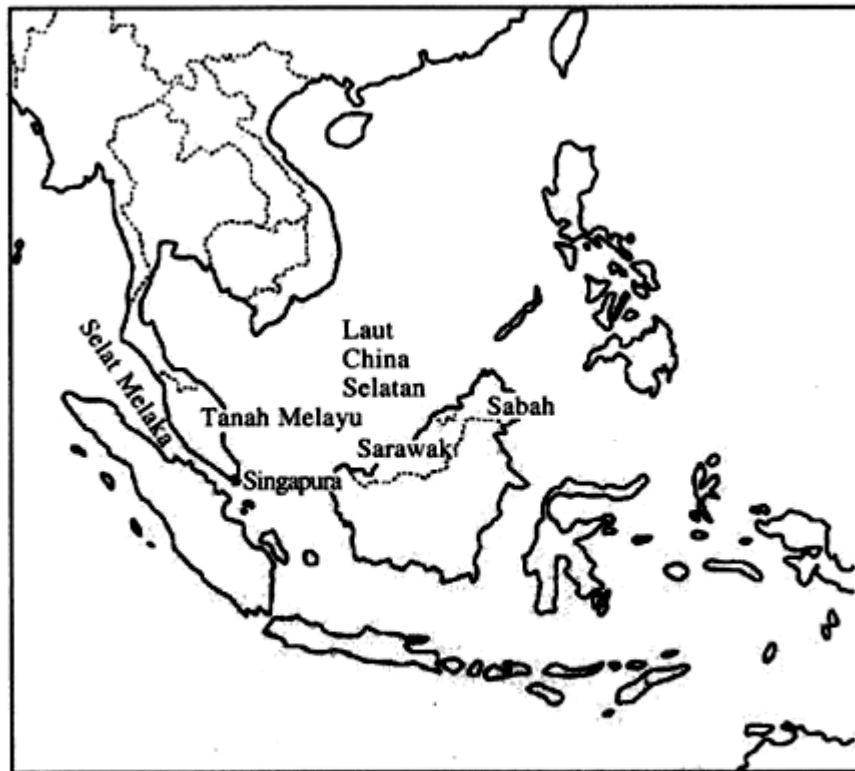 Laut
China
Selatan
Selat Melaka
Tanah Melayu
Sabah
Sarawak
Singapura